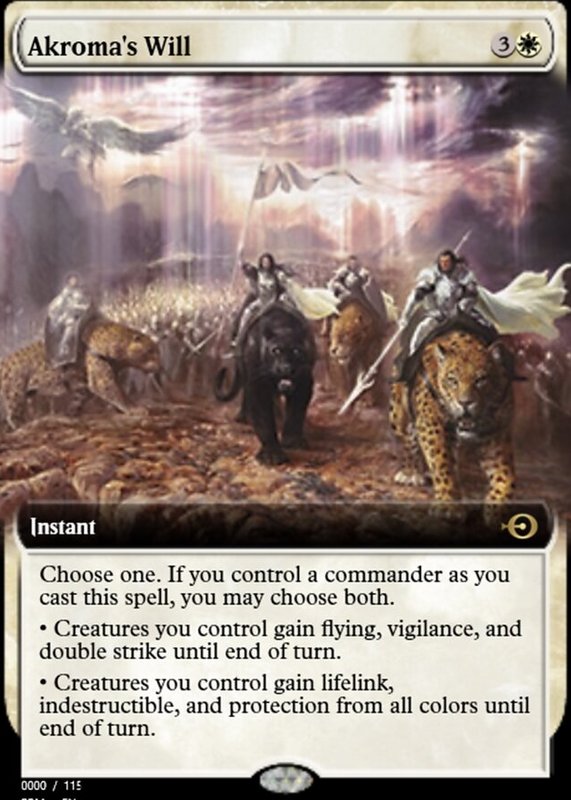 Akroma's Will 3
Instant
Choose one. If you control a commander as you
cast this spell, you may choose both.
• Creatures you control gain flying, vigilance, and
double strike until end of turn.
• Creatures you control gain lifelink,
indestructible, and protection from all colors until
end of turn.
0000 / 115